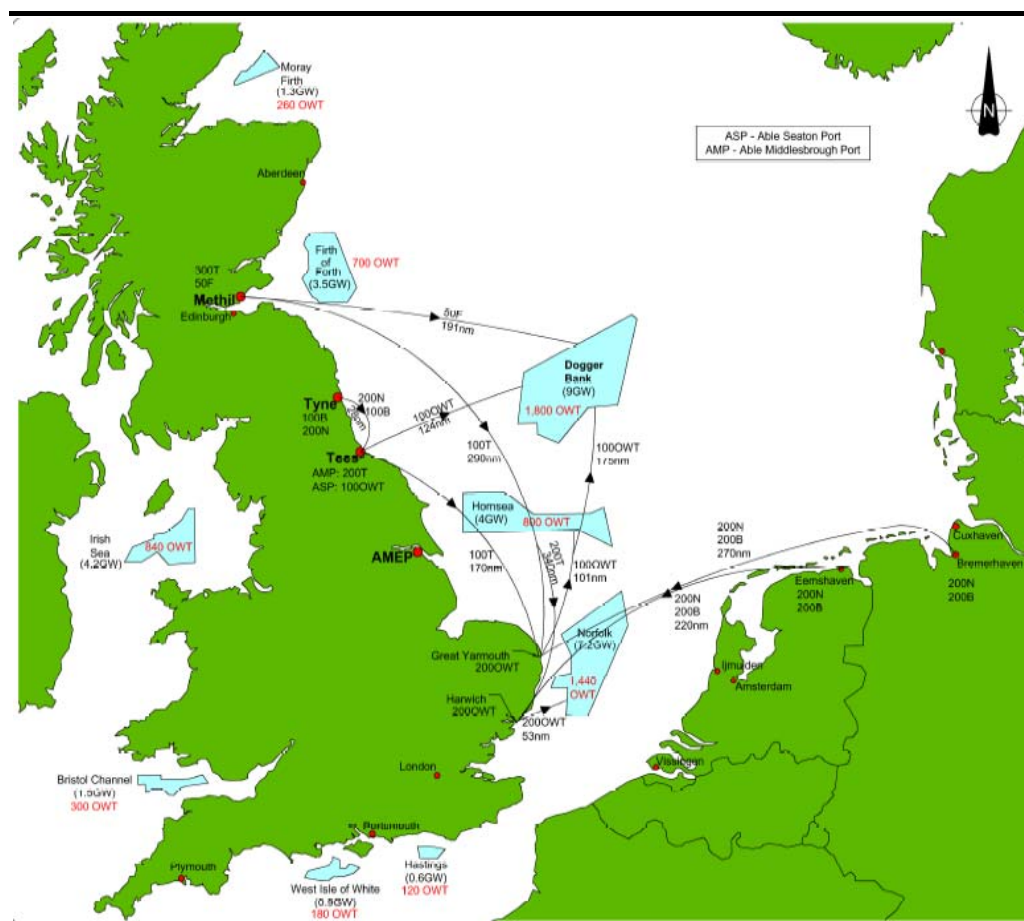 Moray
Firth
(1.3GW)
260 OWT
N
ASP - Able Seaton Port
AMP - Able Middlesbrough Port
Aberdeen
Firth
of
Forth
(3.5GW)
700 OWT
300T
50F
Methil
Edinburgh
50F
191nm
Dogger
Bank
(9GW)
1,800 OWT
Tyne
100B
200N
200N
100B
100OWT
124nm
100T
290nm
100OWT
175nm
Tees
AMP: 200T
ASP: 100OWT
Hornsea
(4GW)
800 OWT
Irish
Sea
(4.2GW)
840 OWT
AMEP
100T
170nm
200T
340nm
100OWT
101nm
200N
200B
270nm
Cuxhaven
Bremerhaven
200N
200B
Eemshaven
200N
200B
200N
200B
220nm
Norfolk
(7.2GW)
1,440
OWT
Great Yarmouth
200OWT
Harwich
200OWT
200OWT
53nm
Ijmuiden
Amsterdam
Vissingen
London
Bristol Channel
(1.5GW)
300 OWT
Portsmouth
Plymouth
West Isle of White
(0.9GW)
180 OWT
Hastings
(0.6GW)
120 OWT